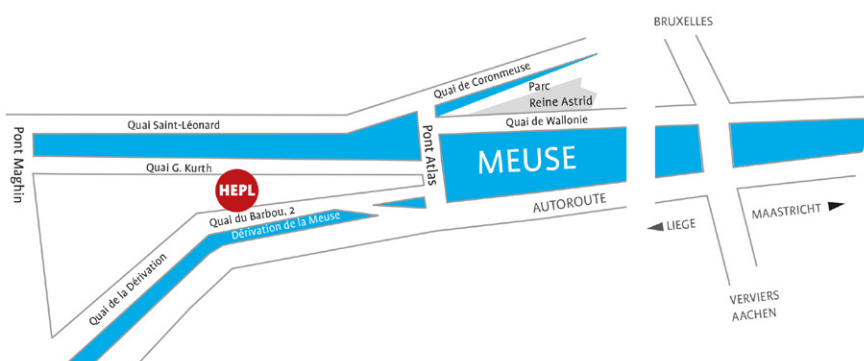 BRUXELLES
Quai de Coronmeuse
Parc
Reine Astrid
Quai Saint-Léonard
Quai de Wallonie
Pont Maghin
Pont Atlas
MEUSE
Quai G. Kurth
HEPL
Quai du Barbou, 2
Dérivation de la Meuse
AUTOROUTE
MAASTRICHT
LIEGE
Quai de la Dérivation
VERVIERS
AACHEN